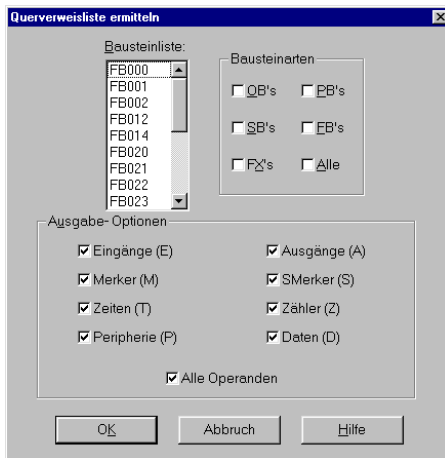 Querverweisliste ermitteln
Bausteinliste:
FB000
FB001
FB002
FB012
FB014
FB020
FB021
FB022
FB023
Bausteinarten
OB's PB's
SB's FB's
FX's Alle
Ausgabe- Optionen
Eingänge (E) Ausgänge (A)
Merker (M) SMerker (S)
Zeiten (T) Zähler (Z)
Peripherie (P) Daten (D)
Alle Operanden
OK Abbruch Hilfe